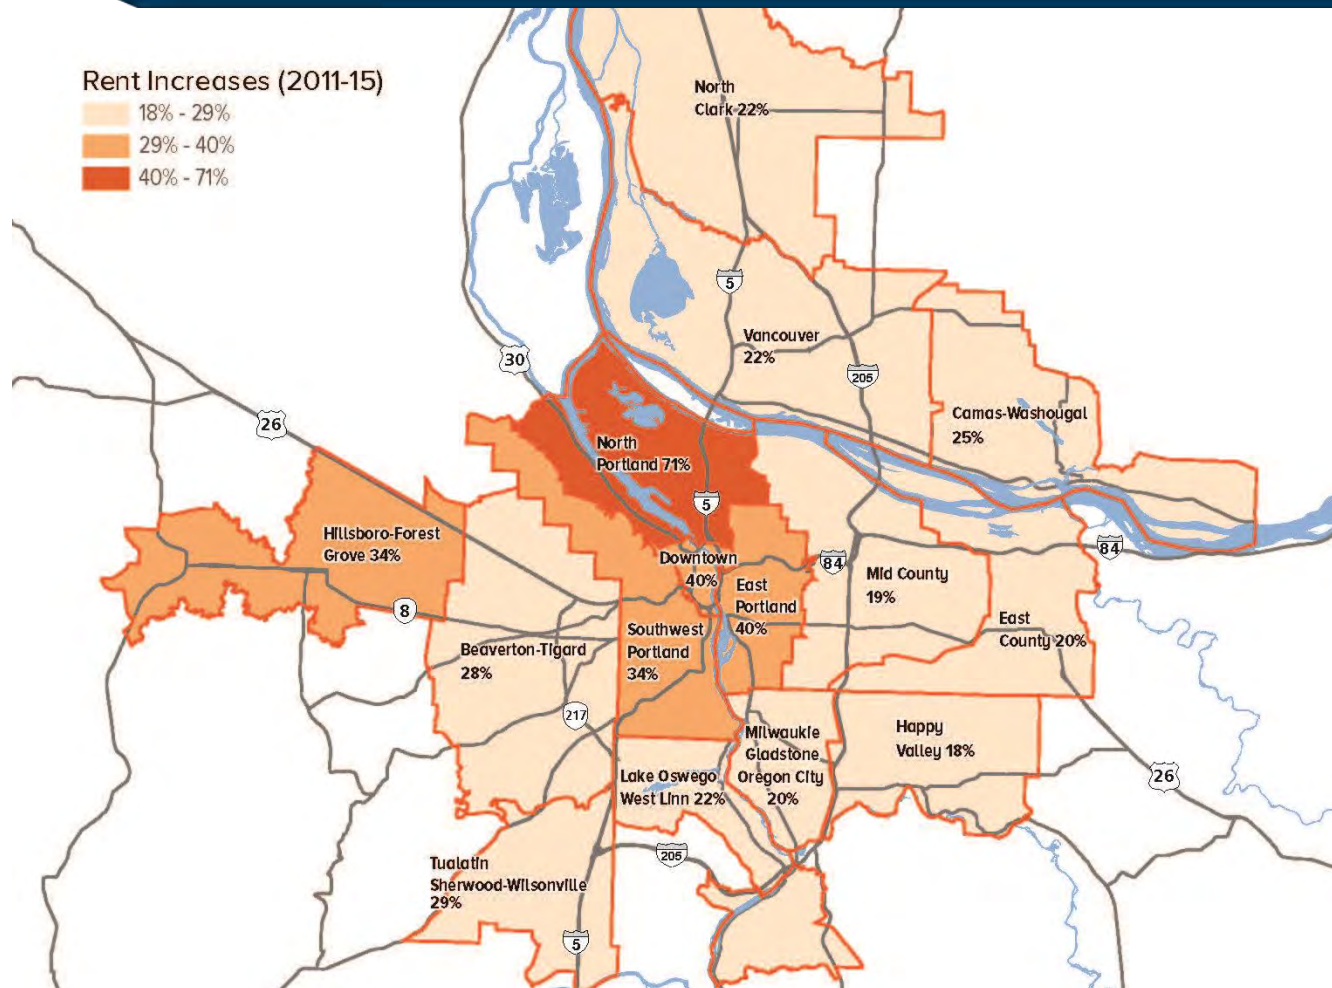 Rent Increases (2011-15)
18% - 29%
29% - 40%
40% - 71%
North
Clark 22%
5
Vancouver
22%
30
205
26
Camas-Washougal
25%
North
Portland 71%
5
Hillsboro-Forest
Grove 34%
Downtown
40%
84
84
Mid County
19%
East
Portland
40%
8
Southwest
Portland
34%
East
County 20%
Beaverton-Tigard
28%
217
Happy
Valley 18%
Milwaukie
Gladstone
Oregon City
20%
Lake Oswego
West Linn 22%
26
205
Tualatin
Sherwood-Wilsonville
29%
5